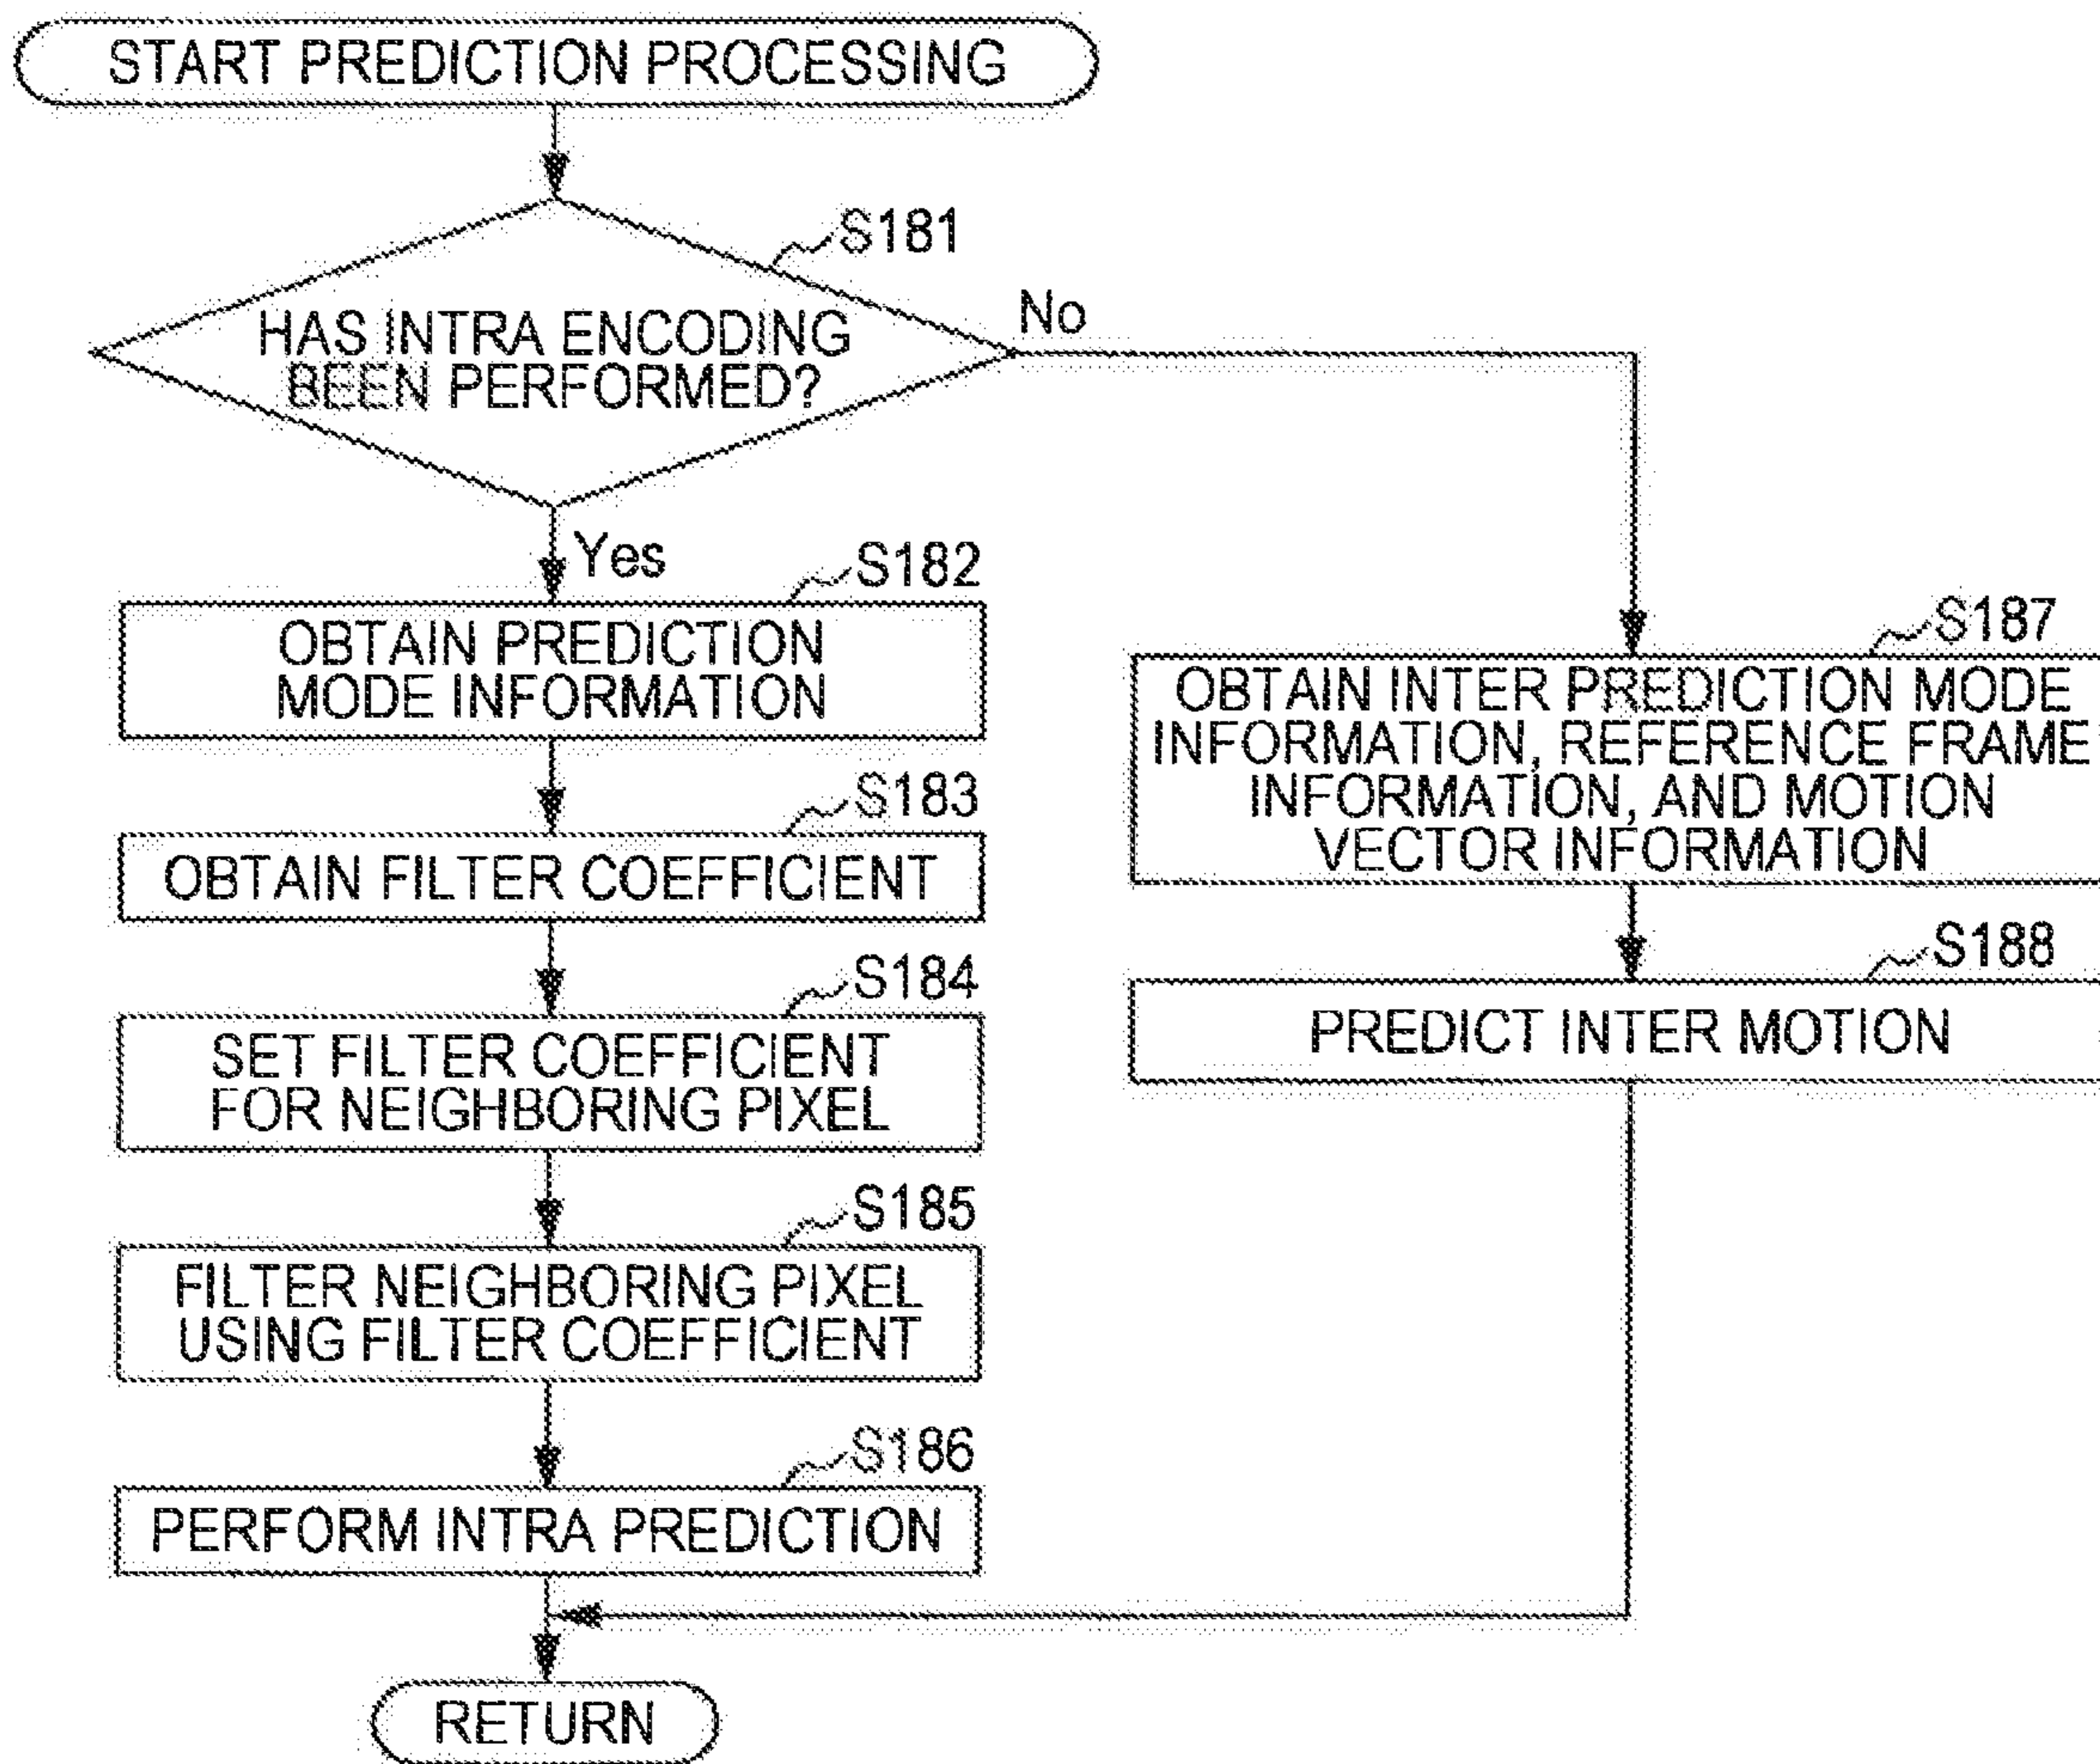 START PREDICTION PROCESSING
S181
HAS INTRA ENCODING
BEEN PERFORMED?
No
Yes
S182
OBTAIN PREDICTION
MODE INFORMATION
S183
OBTAIN FILTER COEFFICIENT
S184
SET FILTER COEFFICIENT
FOR NEIGHBORING PIXEL
S185
FILTER NEIGHBORING PIXEL
USING FILTER COEFFICIENT
S186
PERFORM INTRA PREDICTION
S187
OBTAIN INTER PREDICTION MODE
INFORMATION, REFERENCE FRAME
INFORMATION, AND MOTION
VECTOR INFORMATION
S188
PREDICT INTER MOTION
RETURN